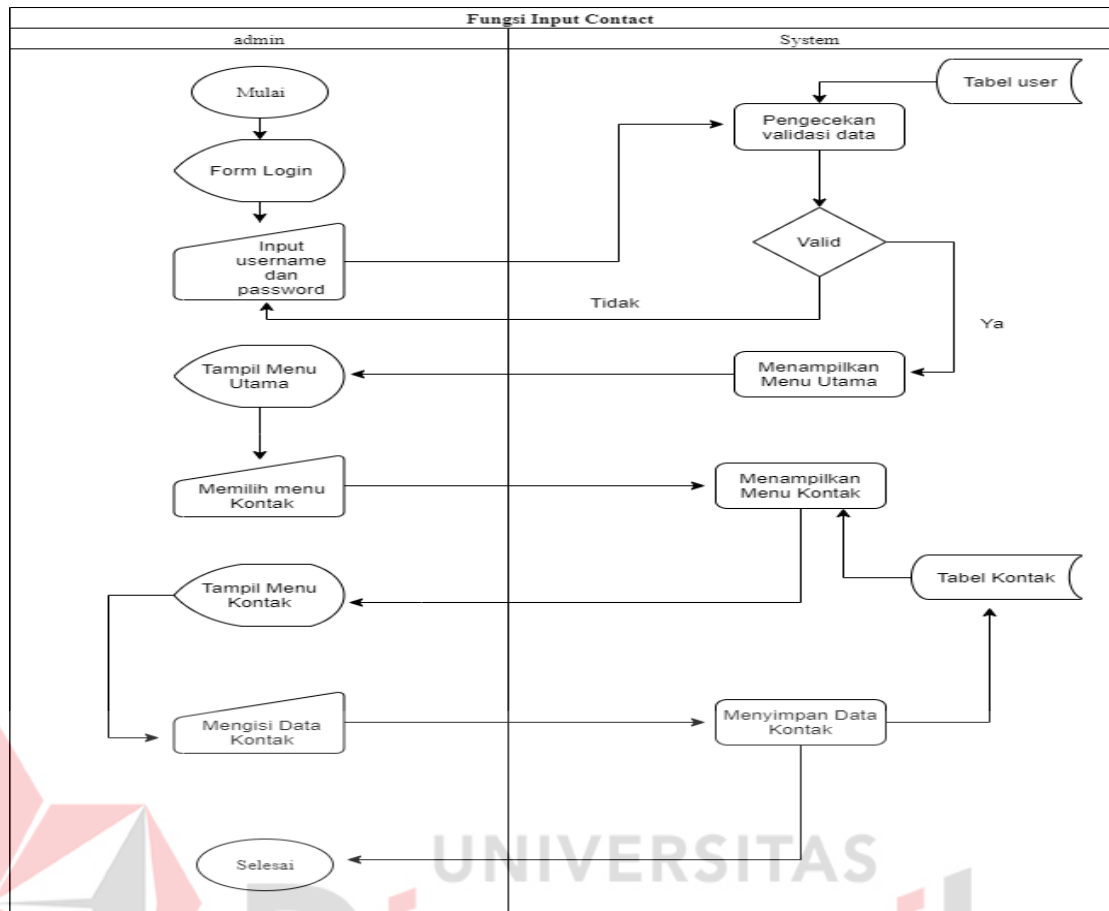 Fungsi Input Contact
admin
System
Mulai
Tabel user
Pengecekan
validasi data
Form Login
Input
username
dan
password
Valid
Tidak
Ya
Tampil Menu
Utama
Menampilkan
Menu Utama
Memilih menu
Kontak
Menampilkan
Menu Kontak
Tampil Menu
Kontak
Tabel Kontak
Mengisi Data
Kontak
Menyimpan Data
Kontak
Selesai
UNIVERSITAS